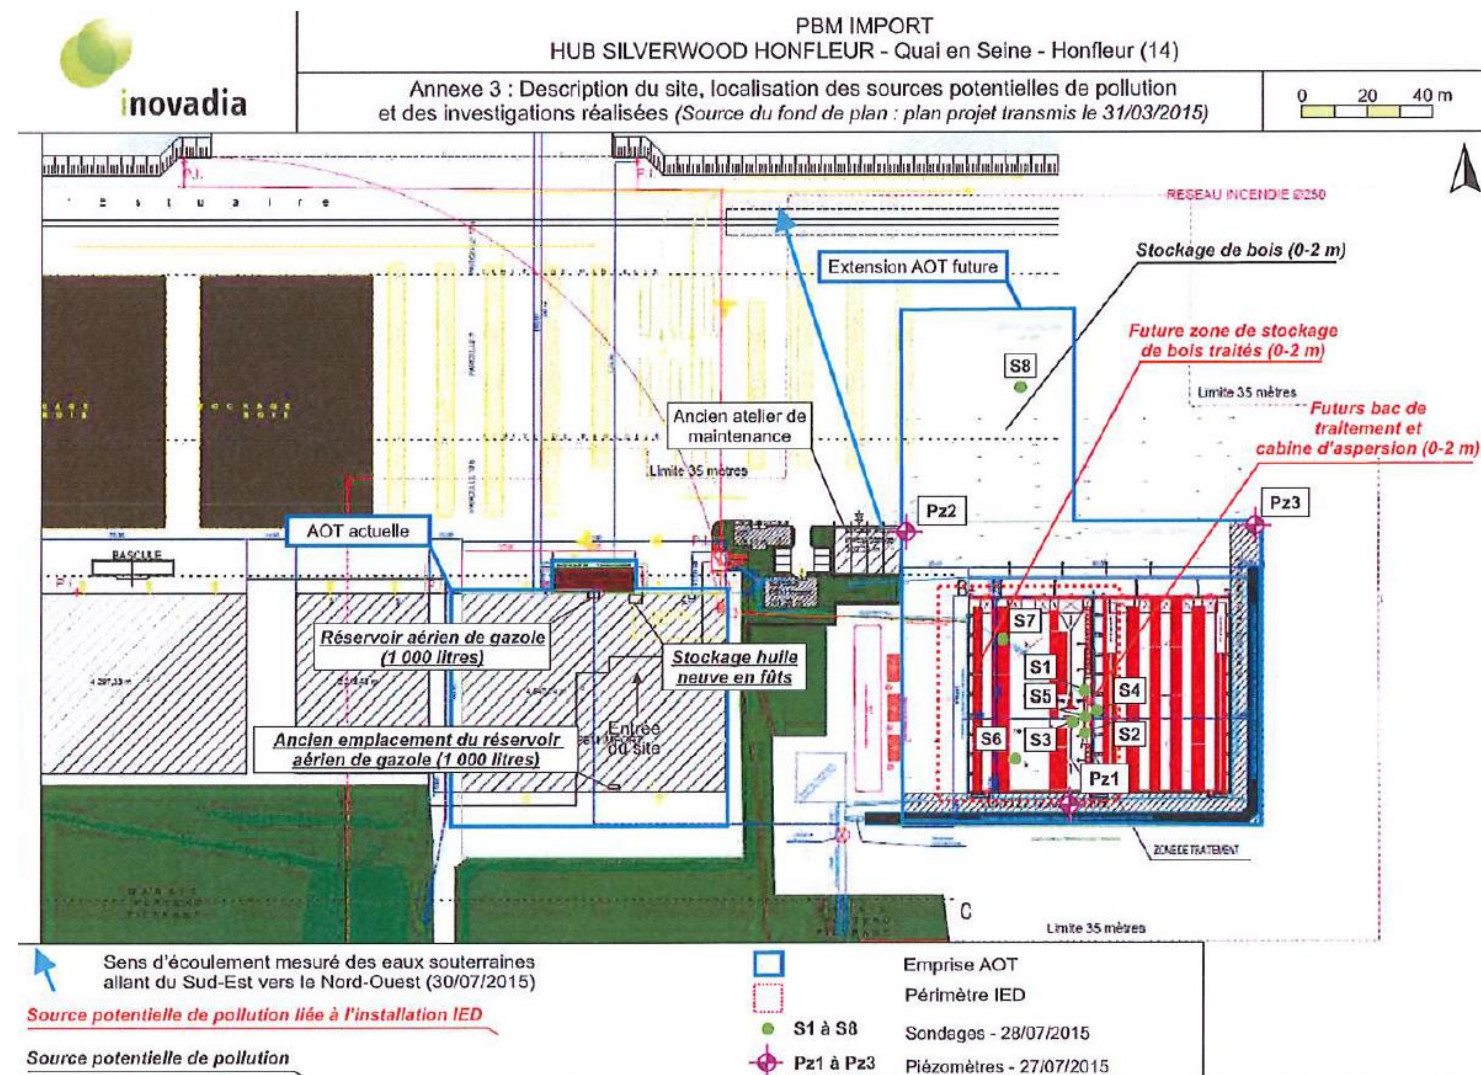 PBM IMPORT
HUB SILVERWOOD HONFLEUR - Quai en Seine - Honfleur (14)
inovadia
Annexe 3 : Description du site, localisation des sources potentielles de pollution
et des investigations réalisées (Source du fond de plan : plan projet transmis le 31/03/2015)
0 20 40 m
P.I.
P.I.
estuaire
RESEAU INCENDIE Ø250
Stockage de bois (0-2 m)
Extension AOT future
Future zone de stockage
de bois traités (0-2 m)
S8
Limite 35 mètres
Ancien atelier de
maintenance
Futurs bac de
traitement et
cabine d'aspersion (0-2 m)
Limite 35 mètres
Pz2
Pz3
AOT actuelle
BASCULE
B
S7
Réservoir aérien de gazole
(1 000 litres)
Stockage huile
neuve en fûts
S1
S5
S4
S6
S3
S2
Entrée
du site
Ancien emplacement du réservoir
aérien de gazole (1 000 litres)
Pz1
ZONE DE TRAITEMENT
C
Limite 35 mètres
Sens d'écoulement mesuré des eaux souterraines
allant du Sud-Est vers le Nord-Ouest (30/07/2015)
Source potentielle de pollution liée à l'installation IED
Source potentielle de pollution
Emprise AOT
Périmètre IED
S1 à S8 Sondages - 28/07/2015
Pz1 à Pz3 Piézomètres - 27/07/2015